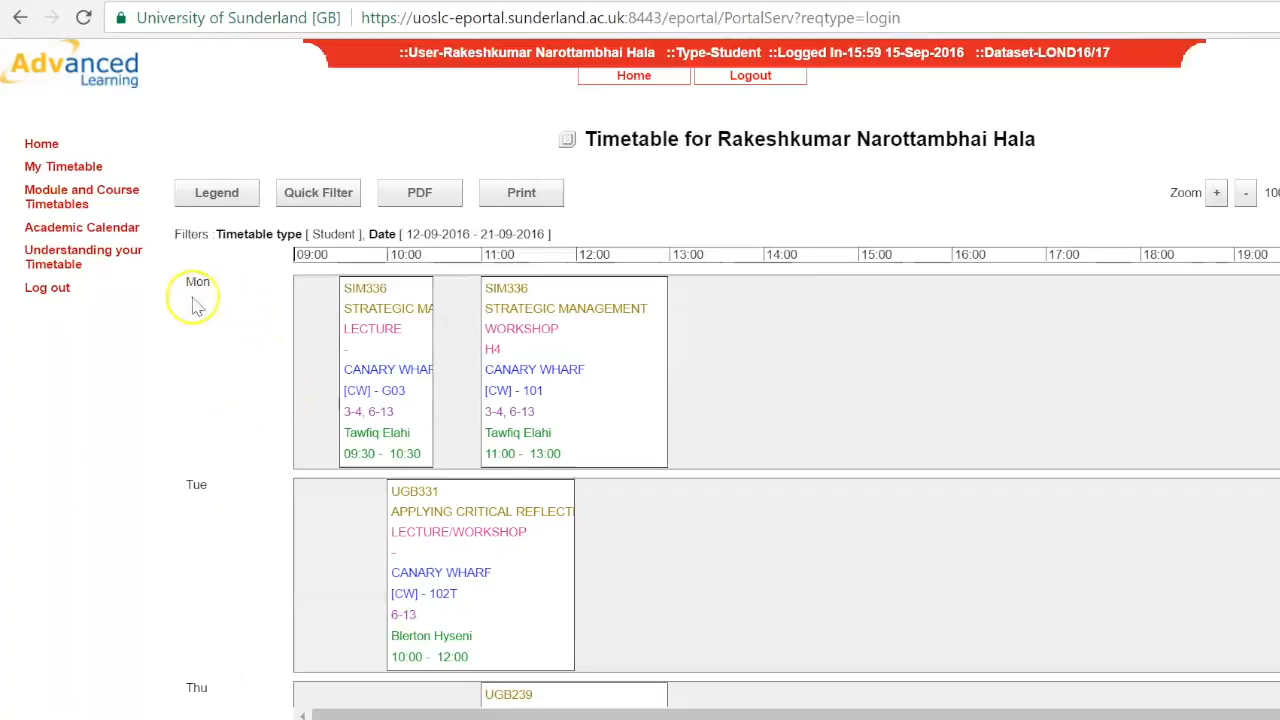 University of Sunderland [GB] https://uoslc-eportal.sunderland.ac.uk:8443/eportal/PortalServ?reqtype=login
Advanced
Learning
::User-Rakeshkumar Narottambhai Hala ::Type-Student ::Logged In-15:59 15-Sep-2016 ::Dataset-LOND16/17
Home Logout
Home
My Timetable
Module and Course
Timetables
Academic Calendar
Understanding your
Timetable
Log out
Timetable for Rakeshkumar Narottambhai Hala
Legend Quick Filter PDF Print Zoom + - 100
Filters : Timetable type [ Student ], Date [ 12-09-2016 - 21-09-2016 ]
09:00 10:00 11:00 12:00 13:00 14:00 15:00 16:00 17:00 18:00 19:00
Mon
SIM336
STRATEGIC MA
LECTURE
-
CANARY WHAR
[CW] - G03
3-4, 6-13
Tawfiq Elahi
09:30 - 10:30
SIM336
STRATEGIC MANAGEMENT
WORKSHOP
H4
CANARY WHARF
[CW] - 101
3-4, 6-13
Tawfiq Elahi
11:00 - 13:00
Tue
UGB331
APPLYING CRITICAL REFLECTI
LECTURE/WORKSHOP
-
CANARY WHARF
[CW] - 102T
6-13
Blerton Hyseni
10:00 - 12:00
Thu
UGB239